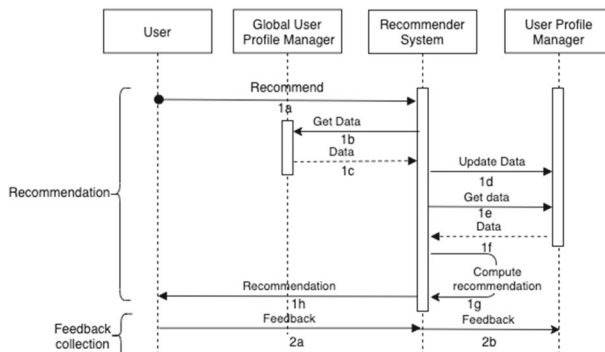 User
Global User
Profile Manager
Recommender
System
User Profile
Manager
Recommend
1a
Get Data
1b
Data
1c
Update Data
1d
Get data
1e
Data
1f
Recommendation
Compute
recommendation
1g
Recommendation
1h
Feedback
collection
Feedback
2a
Feedback
2b